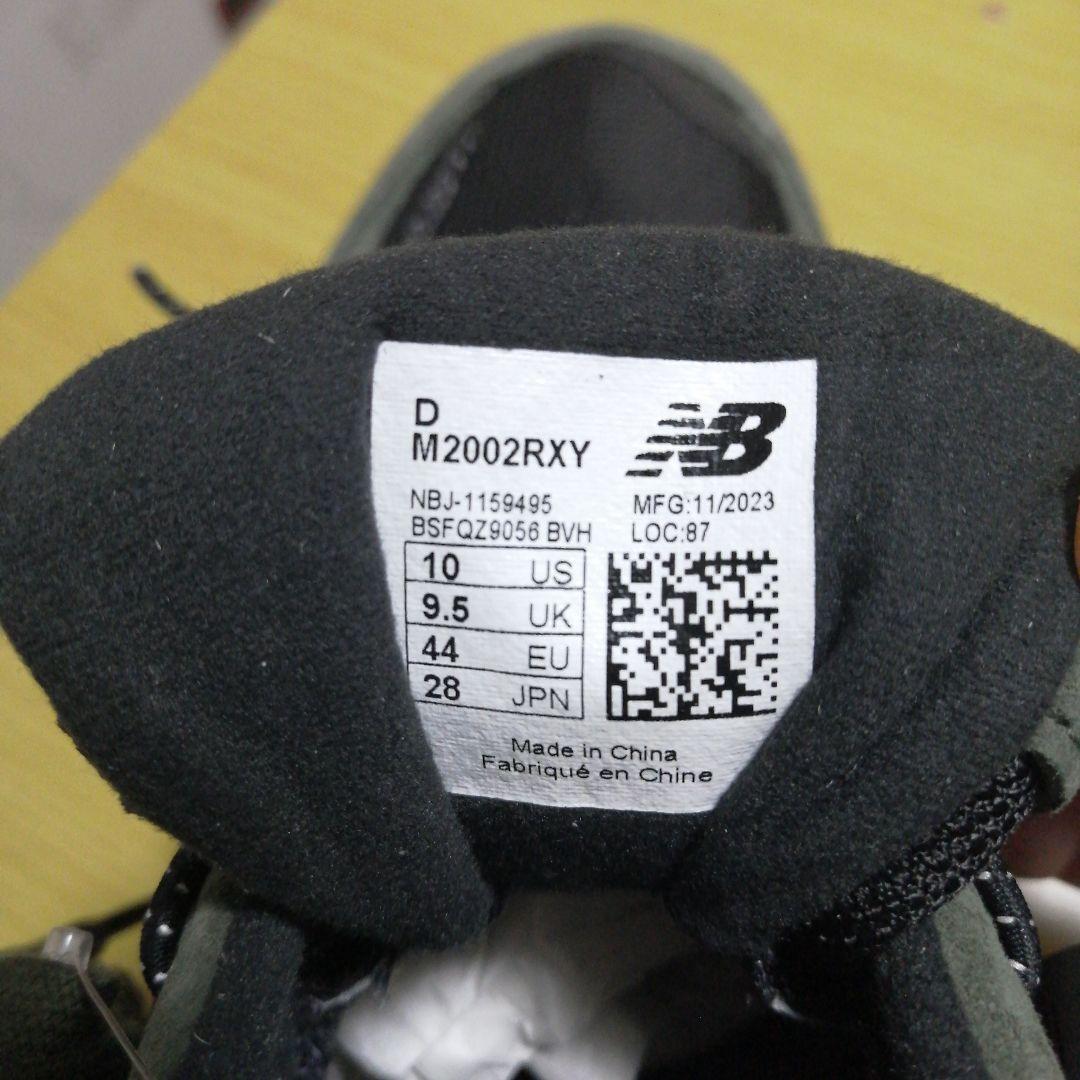 D
M2002RXY
NB
NBJ-1159495
MFG:11/2023
BSFQZ9056 BVH
LOC:87
10 US
9.5 UK
44 EU
28 JPN
Made in China
Fabriqué en Chine